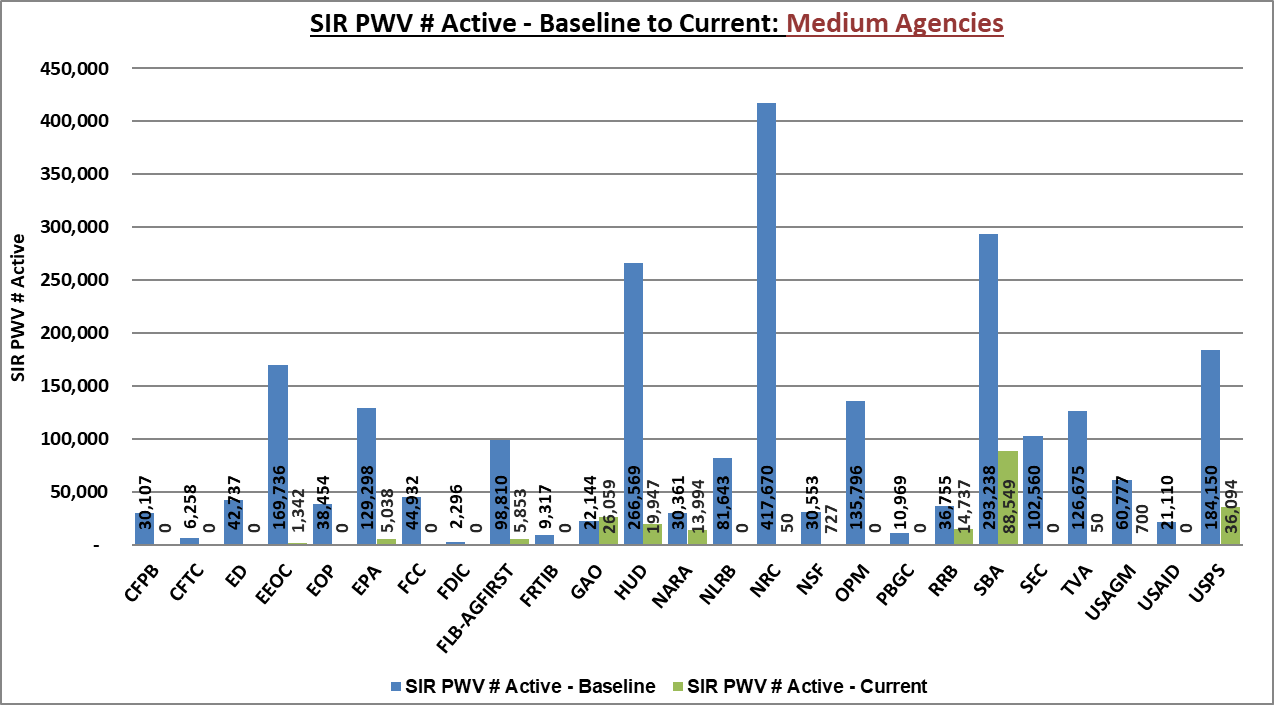 SIR PWV # Active - Baseline to Current: Medium Agencies
SIR PWV # Active
450,000
400,000
350,000
300,000
250,000
200,000
150,000
100,000
50,000
-
30,107
0
6,258
0
42,737
0
169,736
1,342
38,454
0
129,298
5,038
44,932
0
2,296
0
98,810
5,853
9,317
0
22,144
26,059
266,569
19,947
30,361
13,994
81,643
0
417,670
50
30,553
727
135,796
0
10,969
0
36,755
14,737
293,238
88,549
102,560
0
126,675
50
60,777
700
21,110
0
184,150
36,094
CFPB
CFTC
ED
EEOC
EOP
EPA
FCC
FDIC
FLB-AGFIRST
FRTIB
GAO
HUD
NARA
NLRB
NRC
NSF
OPM
PBGC
RRB
SBA
SEC
TVA
USAGM
USAID
USPS
SIR PWV # Active - Baseline
SIR PWV # Active - Current